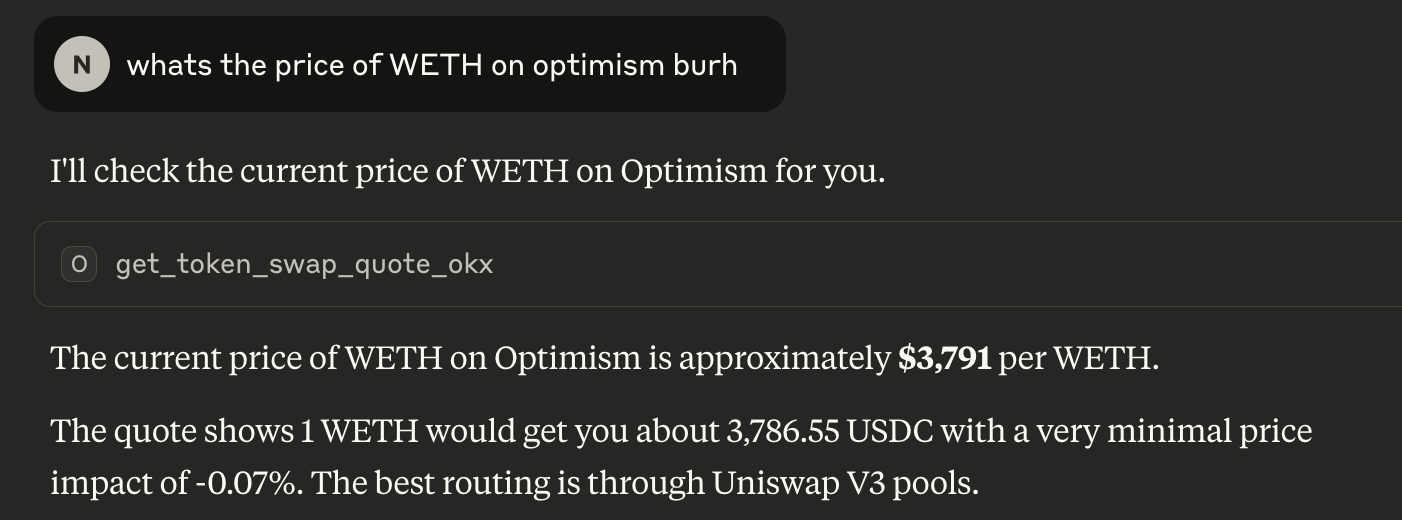 N whats the price of WETH on optimism burh
I'll check the current price of WETH on Optimism for you.
O get_token_swap_quote_okx
The current price of WETH on Optimism is approximately $3,791 per WETH.
The quote shows 1 WETH would get you about 3,786.55 USDC with a very minimal price
impact of -0.07%. The best routing is through Uniswap V3 pools.